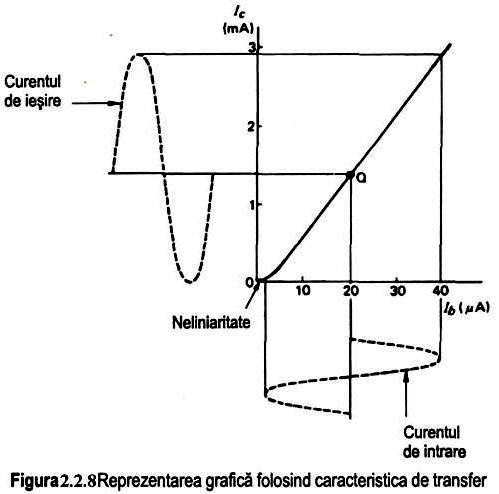 Ic
(mA)
3
Curentul
de ieşire
2
Q
1
0
10 20 30 40
Ib (μA)
Neliniaritate
Curentul
de intrare
Figura2.2.8Reprezentarea grafică folosind caracteristica de transfer